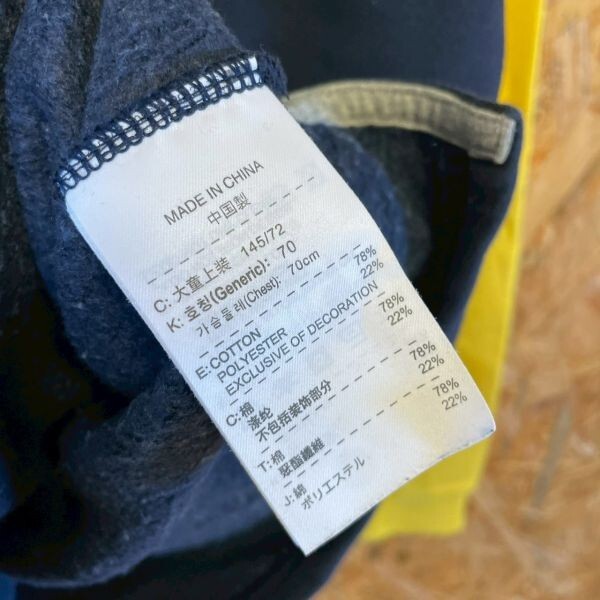 MADE IN CHINA
中国製
C: 大童上装 145/72
K: 호칭(Generic): 70
가슴둘레(Chest): 70cm
E: COTTON 78%
POLYESTER 22%
EXCLUSIVE OF DECORATION
C: 棉 78%
涤纶 22%
不包括装饰部分
T: 棉 78%
聚酯纖維 22%
J: 綿 78%
ポリエステル 22%